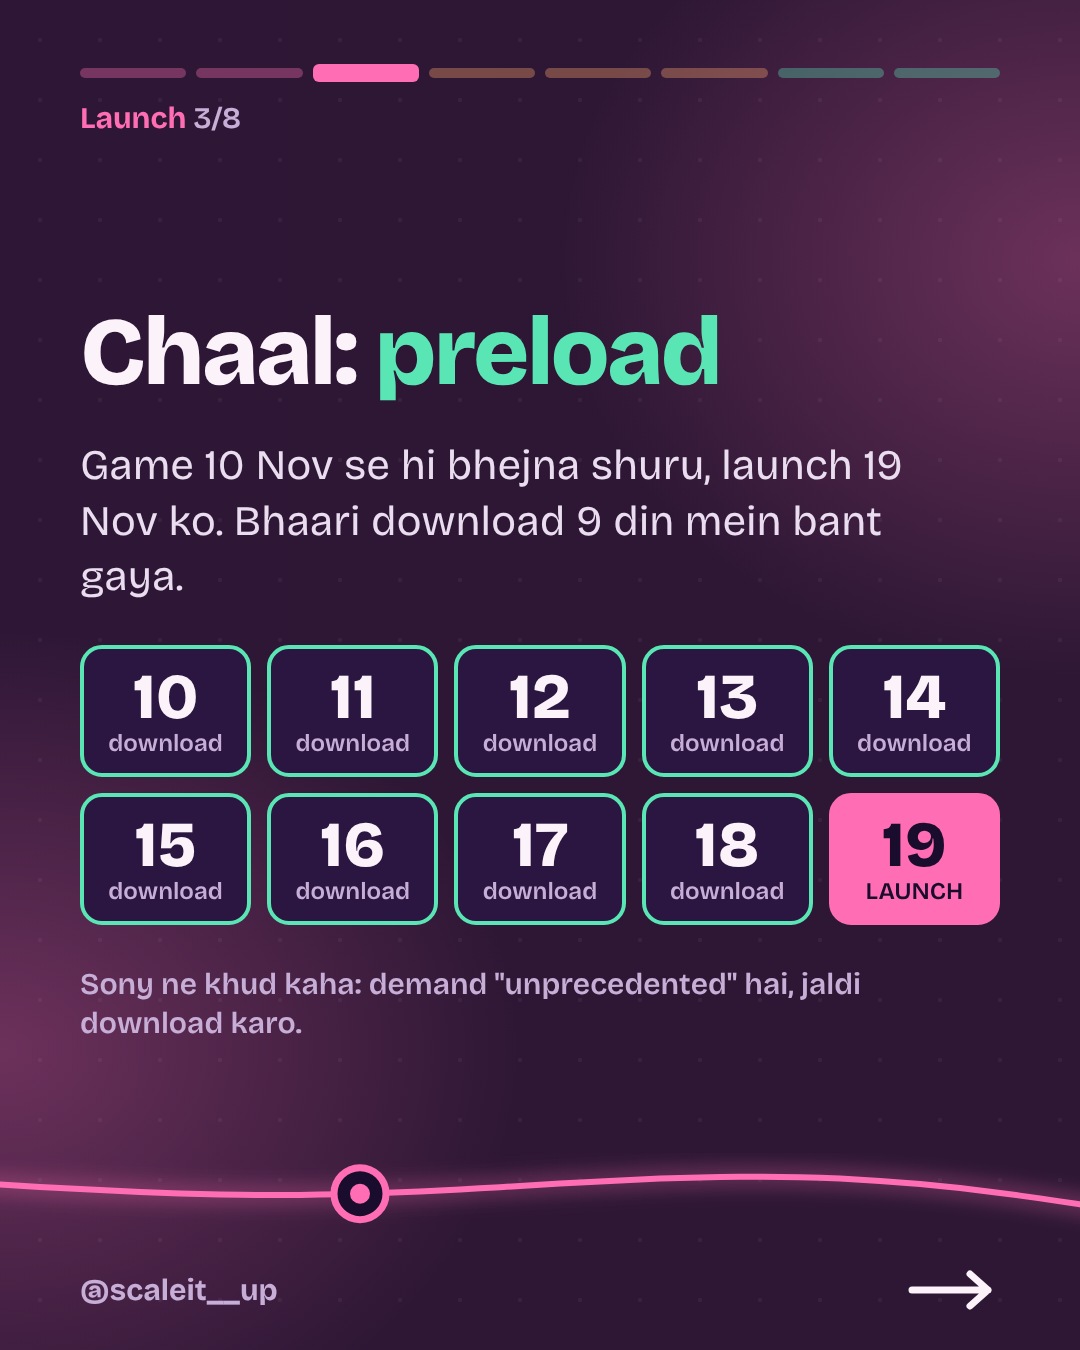 Launch 3/8
Chaal: preload
Game 10 Nov se hi bhejna shuru, launch 19
Nov ko. Bhaari download 9 din mein bant
gaya.
10 11 12 13 14
download download download download download
15 16 17 18 19
download download download download LAUNCH
Sony ne khud kaha: demand "unprecedented" hai, jaldi
download karo.
@scaleit__up